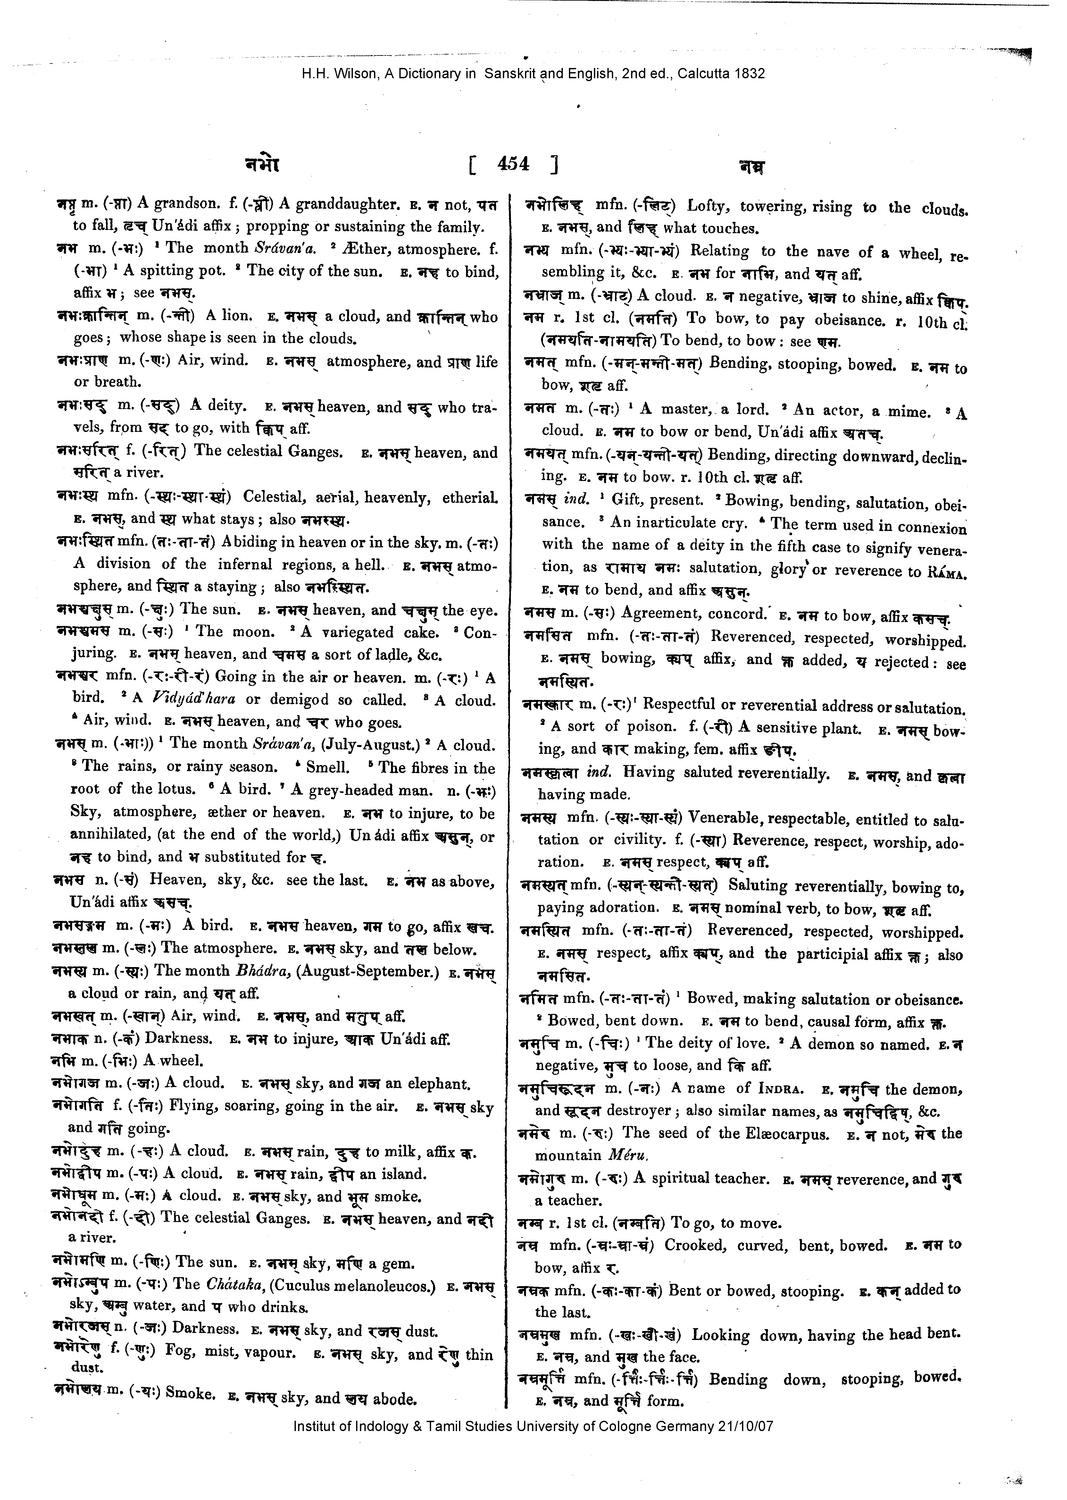 H.H. Wilson, A Dictionary in Sanskrit and English, 2nd ed., Calcutta 1832
नभो [ 454 ] नम्र
नप्तृ m. (-प्ता) A grandson. f. (-प्त्री) A granddaughter. E. न not, पत
to fall, तृच् Un'ádi affix ; propping or sustaining the family.
नभ m. (-भः) ¹ The month Srávan'a. ² Æther, atmosphere. f.
(-भा) ¹ A spitting pot. ² The city of the sun. E. नह् to bind,
affix भ ; see नभस्.
नभःक्रान्तिन् m. (-न्ती) A lion. E. नभस् a cloud, and क्रान्तिन् who
goes ; whose shape is seen in the clouds.
नभःप्राण m. (-णः) Air, wind. E. नभस् atmosphere, and प्राण life
or breath.
नभःसद् m. (-सद्) A deity. E. नभस् heaven, and सद् who tra-
vels, from सद् to go, with क्विप् aff.
नभःसरित् f. (-रित्) The celestial Ganges. E. नभस् heaven, and
सरित् a river.
नभःस्थ mfn. (-स्थः-स्था-स्थं) Celestial, aerial, heavenly, etherial.
E. नभस्, and स्थ what stays ; also नभस्स्थ.
नभःस्थित mfn. (तः-ता-तं) Abiding in heaven or in the sky. m. (-तः)
A division of the infernal regions, a hell. E. नभस् atmo-
sphere, and स्थित a staying ; also नभस्स्थित.
नभश्चक्षुस् m. (-क्षुः) The sun. E. नभस् heaven, and चक्षुस् the eye.
नभश्चमस m. (-सः) ¹ The moon. ² A variegated cake. ³ Con-
juring. E. नभस् heaven, and चमस a sort of ladle, &c.
नभश्चर mfn. (-रः-री-रं) Going in the air or heaven. m. (-रः) ¹ A
bird. ² A Vidyád'hara or demigod so called. ³ A cloud.
⁴ Air, wind. E. नभस् heaven, and चर who goes.
नभस् m. (-भाः)) ¹ The month Srávan'a, (July-August.) ² A cloud.
³ The rains, or rainy season. ⁴ Smell. ⁵ The fibres in the
root of the lotus. ⁶ A bird. ⁷ A grey-headed man. n. (-भः)
Sky, atmosphere, æther or heaven. E. नभ to injure, to be
annihilated, (at the end of the world,) Un ádi affix असुन्, or
नह to bind, and भ substituted for ह.
नभस n. (-सं) Heaven, sky, &c. see the last. E. नभ as above,
Un'ádi affix असच्.
नभसङ्गम m. (-मः) A bird. E. नभस heaven, गम to go, affix खच्.
नभस्तल m. (-लः) The atmosphere. E. नभस् sky, and तल below.
नभस्य m. (-स्यः) The month Bhádra, (August-September.) E. नभस्
a cloud or rain, and यत् aff.
नभस्वत् m. (-स्वान्) Air, wind. E. नभस्, and मतुप् aff.
नभाक n. (-कं) Darkness. E. नभ to injure, आक Un'ádi aff.
नभि m. (-भिः) A wheel.
नभोगज m. (-जः) A cloud. E. नभस् sky, and गज an elephant.
नभोगति f. (-तिः) Flying, soaring, going in the air. E. नभस् sky
and गति going.
नभोदुह m. (-हः) A cloud. E. नभस् rain, दुह to milk, affix क.
नभोद्वीप m. (-पः) A cloud. E. नभस् rain, द्वीप an island.
नभोधूम m. (-मः) A cloud. E. नभस् sky, and धूम smoke.
नभोनदी f. (-दी) The celestial Ganges. E. नभस् heaven, and नदी
a river.
नभोमणि m. (-णिः) The sun. E. नभस् sky, मणि a gem.
नभोऽम्बुप m. (-पः) The Chátaka, (Cuculus melanoleucos.) E. नभस्
sky, अम्बु water, and प who drinks.
नभोरजस् n. (-जः) Darkness. E. नभस् sky, and रजस् dust.
नभोरेणु f. (-णुः) Fog, mist, vapour. E. नभस् sky, and रेणु thin
dust.
नभोलय m. (-यः) Smoke. E. नभस् sky, and लय abode.
नभोलिह् mfn. (-लिट्) Lofty, towering, rising to the clouds.
E. नभस्, and लिह् what touches.
नभ्य mfn. (-भ्यः-भ्या-भ्यं) Relating to the nave of a wheel, re-
sembling it, &c. E. नभ for नाभि, and यत् aff.
नभ्राज् m. (-भ्राट्) A cloud. E. न negative, भ्राज to shine, affix क्विप्.
नम r. 1st cl. (नमति) To bow, to pay obeisance. r. 10th cl.
(नमयति-नामयति) To bend, to bow : see णम.
नमत् mfn. (-मन्-मन्ती-मत्) Bending, stooping, bowed. E. नम to
bow, शतृ aff.
नमत m. (-तः) ¹ A master, a lord. ² An actor, a mime. ³ A
cloud. E. नम to bow or bend, Un'ádi affix अतच्.
नमयत् mfn. (-यन्-यन्ती-यत्) Bending, directing downward, declin-
ing. E. नम to bow. r. 10th cl. शतृ aff.
नमस् ind. ¹ Gift, present. ² Bowing, bending, salutation, obei-
sance. ³ An inarticulate cry. ⁴ The term used in connexion
with the name of a deity in the fifth case to signify venera-
tion, as रामाय नमः salutation, glory or reverence to RÁMA.
E. नम to bend, and affix असुन्.
नमस m. (-सः) Agreement, concord. E. नम to bow, affix असच्.
नमसित mfn. (-तः-ता-तं) Reverenced, respected, worshipped.
E. नमस् bowing, क्यप् affix, and क्त added, य rejected : see
नमस्यित.
नमस्कार m. (-रः) ¹ Respectful or reverential address or salutation.
² A sort of poison. f. (-री) A sensitive plant. E. नमस् bow-
ing, and कार making, fem. affix ङीप्.
नमस्कृत्वा ind. Having saluted reverentially. E. नमस्, and कृत्वा
having made.
नमस्य mfn. (-स्यः-स्या-स्यं) Venerable, respectable, entitled to salu-
tation or civility. f. (-स्या) Reverence, respect, worship, ado-
ration. E. नमस् respect, क्यप् aff.
नमस्यत् mfn. (-स्यन्-स्यन्ती-स्यत्) Saluting reverentially, bowing to,
paying adoration. E. नमस् nominal verb, to bow, शतृ aff.
नमस्यित mfn. (-तः-ता-तं) Reverenced, respected, worshipped.
E. नमस् respect, affix क्यप्, and the participial affix क्त ; also
नमसित.
नमित mfn. (-तः-ता-तं) ¹ Bowed, making salutation or obeisance.
² Bowed, bent down. E. नम to bend, causal form, affix क्त.
नमुचि m. (-चिः) ¹ The deity of love. ² A demon so named. E. न
negative, मुच to loose, and कि aff.
नमुचिसूदन m. (-नः) A name of INDRA. E. नमुचि the demon,
and सूदन destroyer ; also similar names, as नमुचिद्विष्, &c.
नमेरु m. (-रुः) The seed of the Elæocarpus. E. न not, मेरु the
mountain Méru.
नमोगुरु m. (-रुः) A spiritual teacher. E. नमस् reverence, and गुरु
a teacher.
नम्ब r. 1st cl. (नम्बति) To go, to move.
नम्र mfn. (-म्रः-म्रा-म्रं) Crooked, curved, bent, bowed. E. नम to
bow, affix र.
नम्रक mfn. (-कः-का-कं) Bent or bowed, stooping. E. कन् added to
the last.
नम्रमुख mfn. (-खः-खी-खं) Looking down, having the head bent.
E. नम्र, and मुख the face.
नम्रमूर्त्ति mfn. (-र्त्तिः-र्त्तिः-र्त्ति) Bending down, stooping, bowed.
E. नम्र, and मूर्त्ति form.
Institut of Indology & Tamil Studies University of Cologne Germany 21/10/07